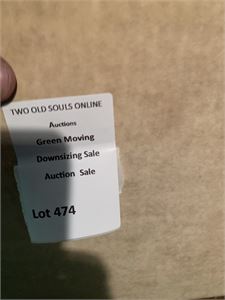 TWO OLD SOULS ONLINE
Auctions
Green Moving
Downsizing Sale
Auction Sale
Lot 474